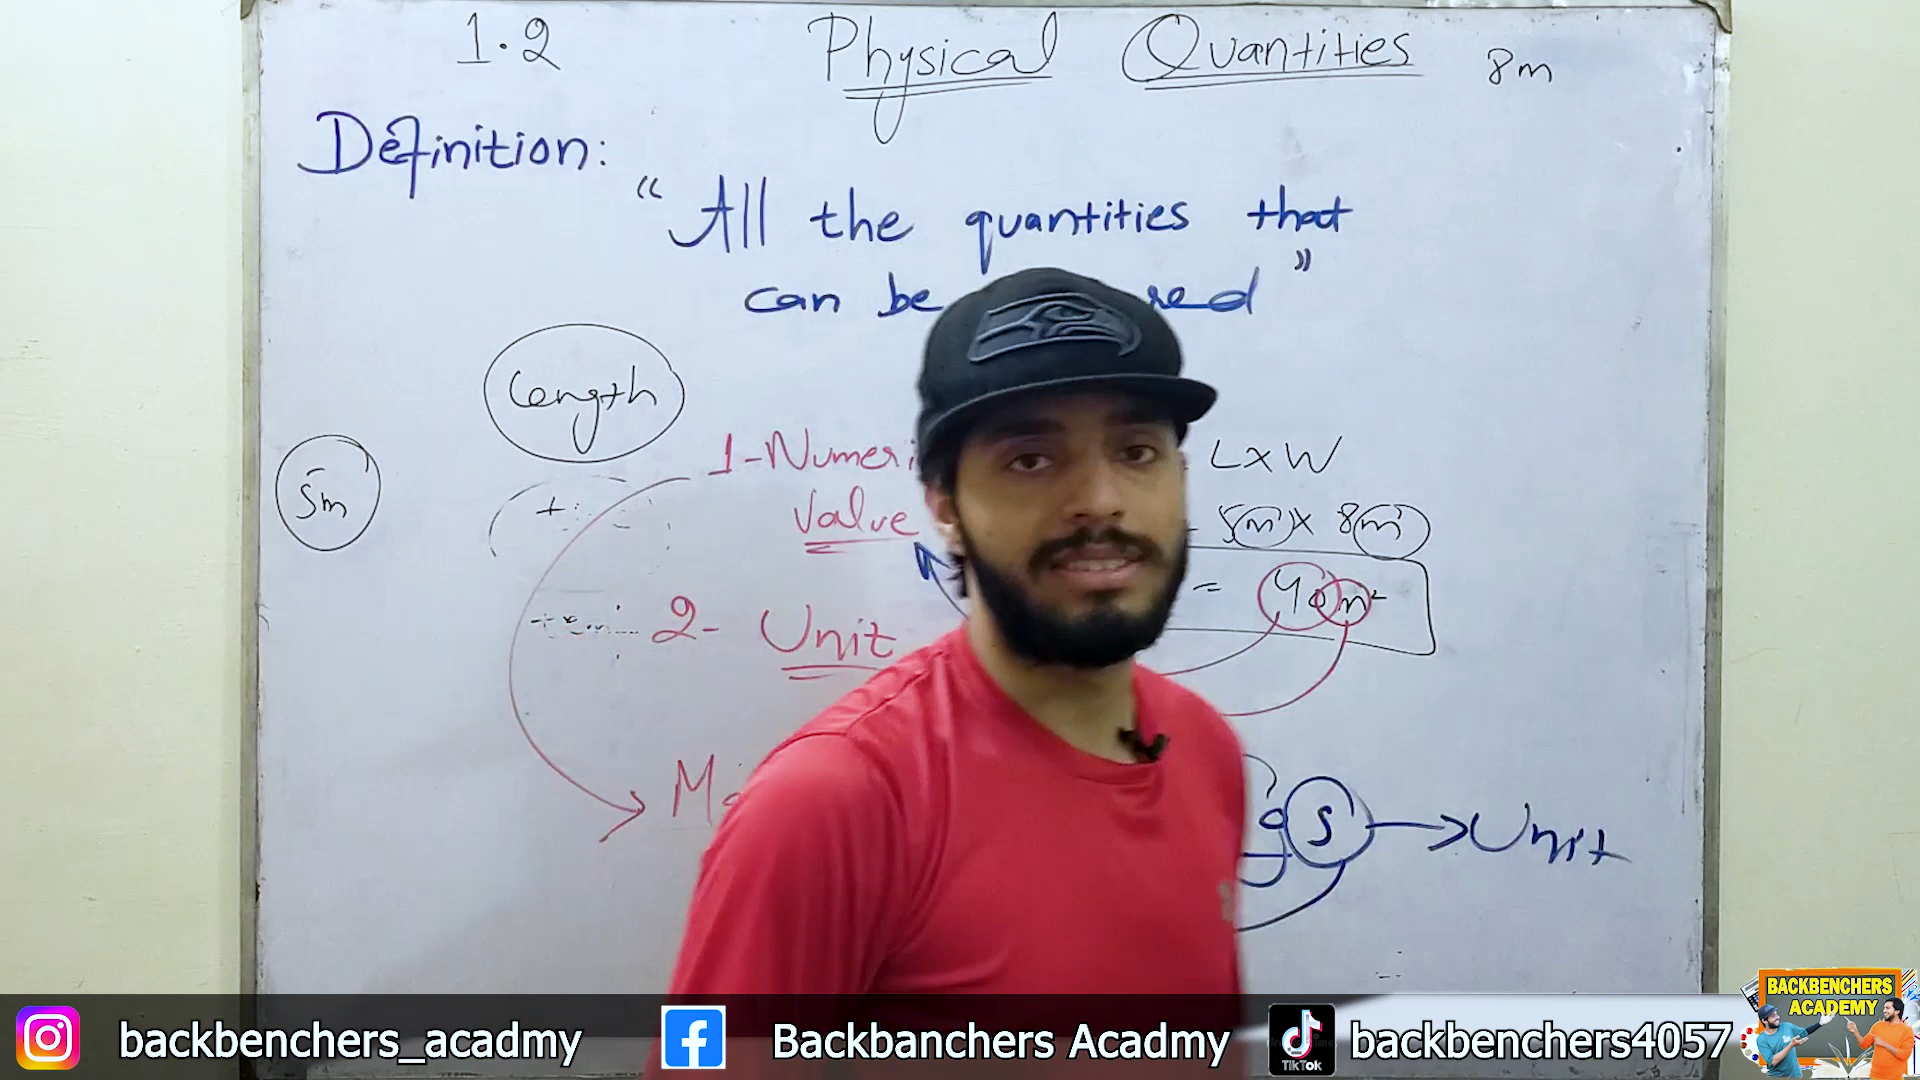 1.2 Physical Quantities 8m
Definition:
" All the quantities that
can be "
Length
5m
1-Numeri L x W
Value 5m x 8m
= 40m²
2- Unit
S → Unit
backbenchers_acadmy Backbanchers Acadmy TikTok backbenchers4057
BACKBENCHERS
ACADEMY